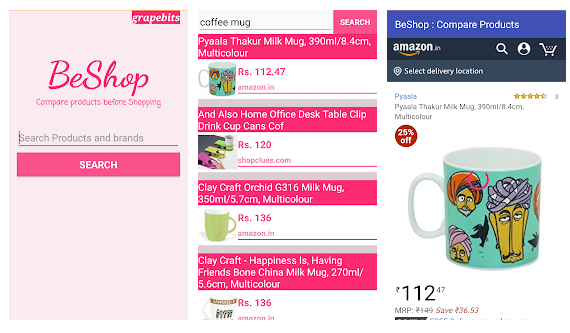 grapebits
BeShop
Compare products before Shopping
Search Products and brands
SEARCH
coffee mug
SEARCH
Pyaala Thakur Milk Mug, 390ml/8.4cm,
Multicolour
Rs. 112.47
amazon.in
And Also Home Office Desk Table Clip
Drink Cup Cans Cof
Rs. 120
shopclues.com
Clay Craft Orchid G316 Milk Mug,
350ml/5.7cm, Multicolour
Rs. 136
amazon.in
Clay Craft - Happiness Is, Having
Friends Bone China Milk Mug, 270ml/
5.6cm, Multicolour
Rs. 136
amazon.in
BeShop : Compare Products
amazon.in
Select delivery location
Pyaala
3
Pyaala Thakur Milk Mug, 390ml/8.4cm,
Multicolour
25%
off
₹11247
MRP: ₹149 Save ₹36.53